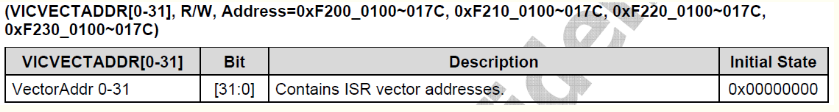 (VICVECTADDR[0-31], R/W, Address=0xF200_0100~017C, 0xF210_0100~017C, 0xF220_0100~017C,
0xF230_0100~017C)
VICVECTADDR[0-31] Bit Description Initial State
VectorAddr 0-31 [31:0] Contains ISR vector addresses. 0x00000000